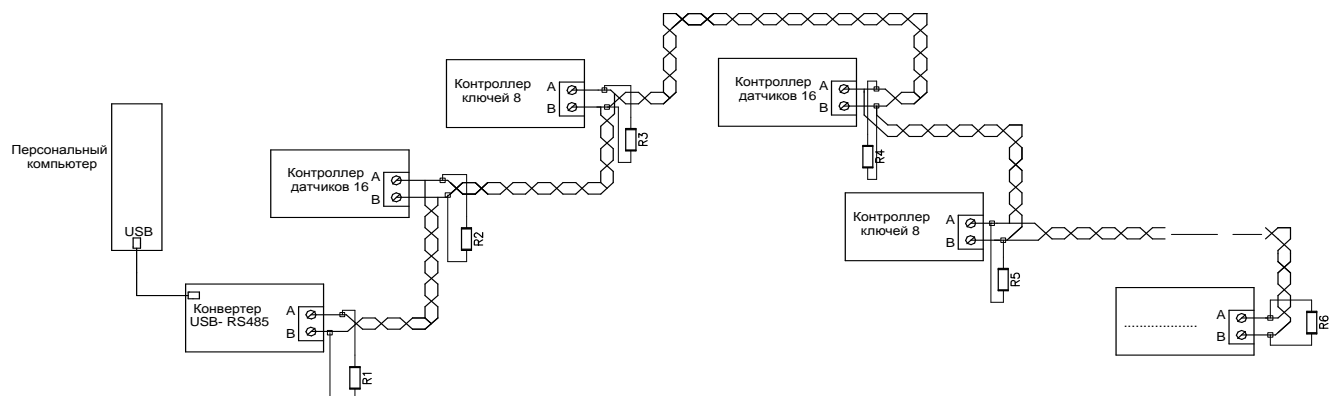 Персональный
компьютер
USB
Конвертер
USB- RS485
A
B
R1
Контроллер
датчиков 16
A
B
R2
Контроллер
ключей 8
A
B
R3
Контроллер
датчиков 16
A
B
R4
Контроллер
ключей 8
A
B
R5
...................
A
B
R6